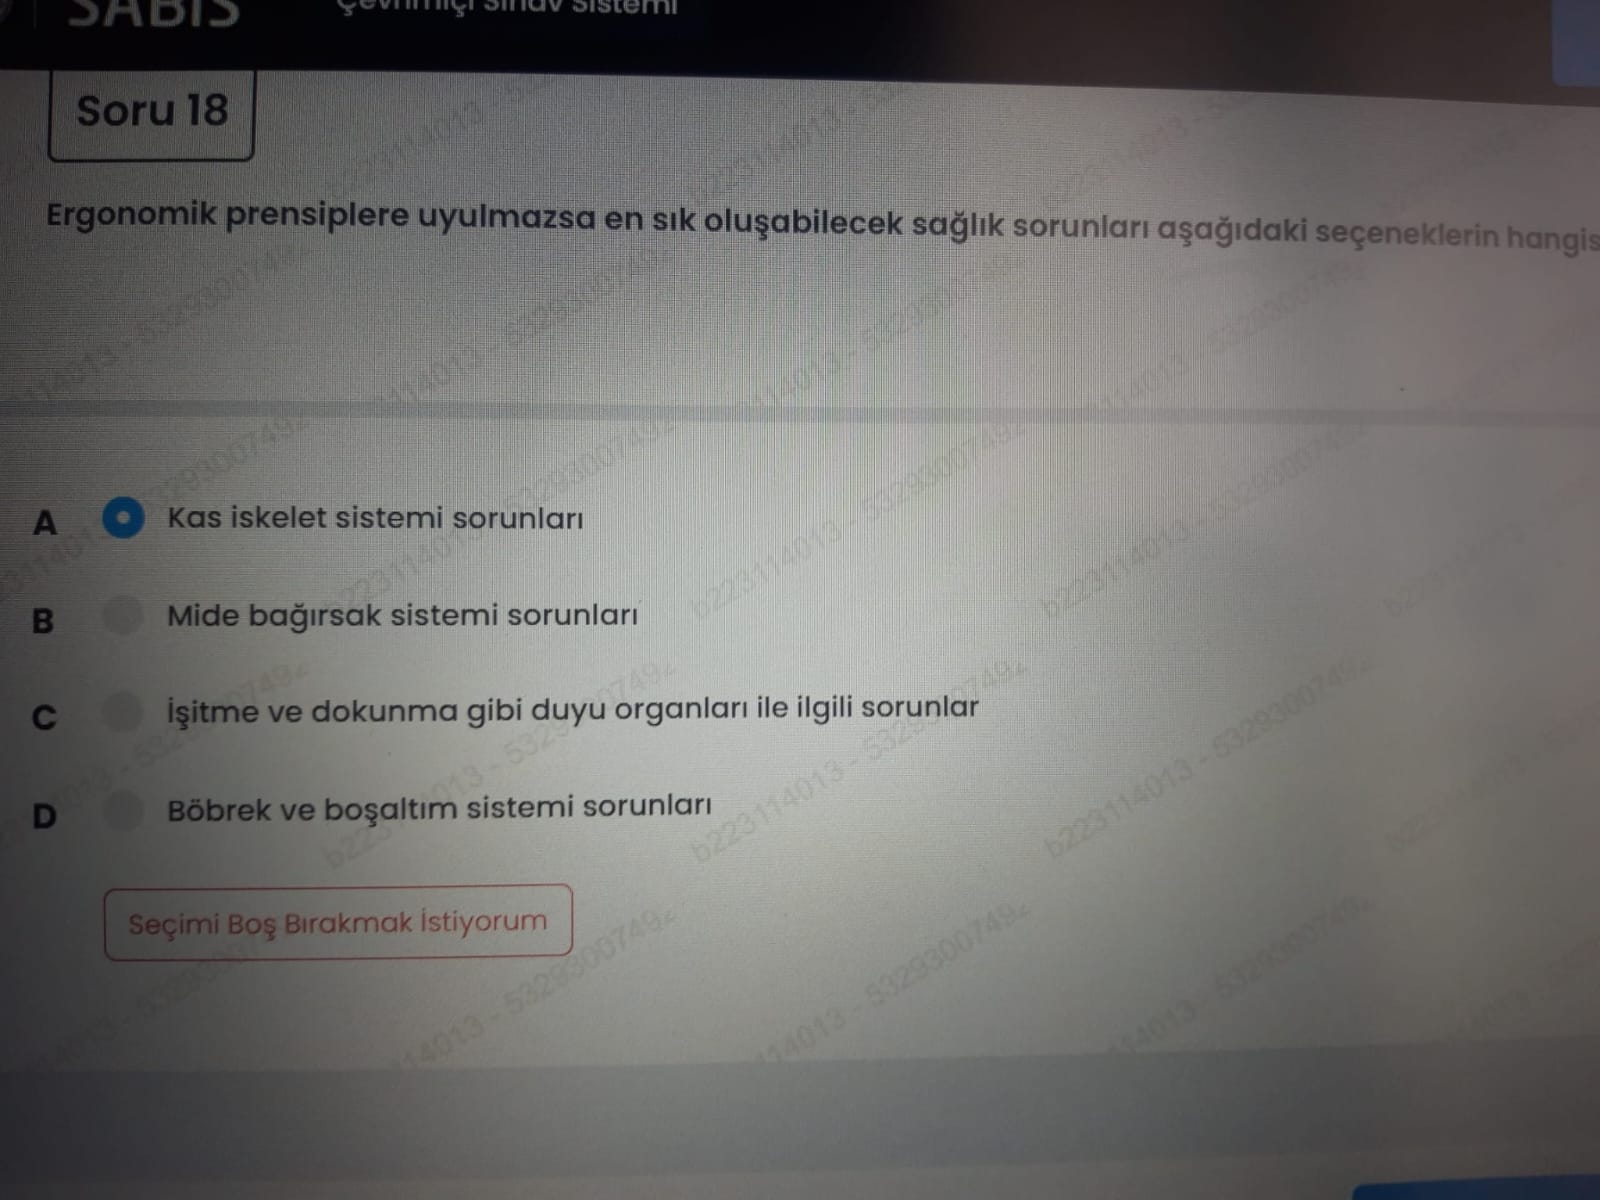 SABIS
Çevrimiçi Sınav Sistemi
Soru 18
Ergonomik prensiplere uyulmazsa en sık oluşabilecek sağlık sorunları aşağıdaki seçeneklerin hangis
A Kas iskelet sistemi sorunları
B Mide bağırsak sistemi sorunları
C İşitme ve dokunma gibi duyu organları ile ilgili sorunlar
D Böbrek ve boşaltım sistemi sorunları
Seçimi Boş Bırakmak İstiyorum